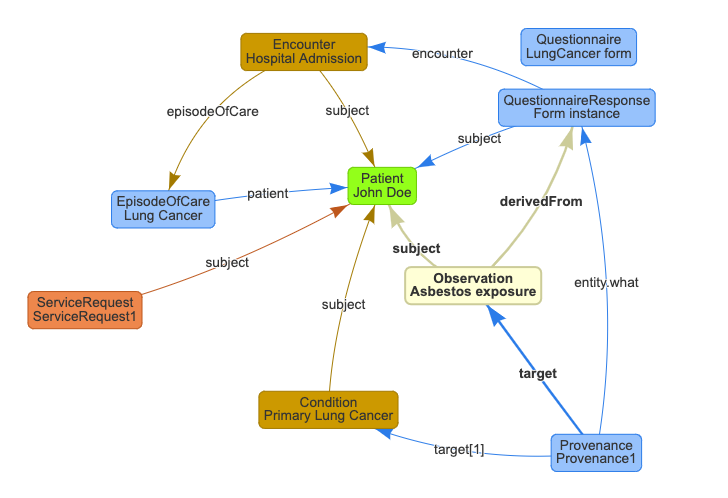 Encounter
Hospital Admission
Questionnaire
LungCancer form
encounter
QuestionnaireResponse
Form instance
episodeOfCare
subject
subject
Patient
John Doe
EpisodeOfCare
Lung Cancer
patient
derivedFrom
subject
subject
Observation
Asbestos exposure
entity.what
ServiceRequest
ServiceRequest1
subject
target
Condition
Primary Lung Cancer
target[1]
Provenance
Provenance1